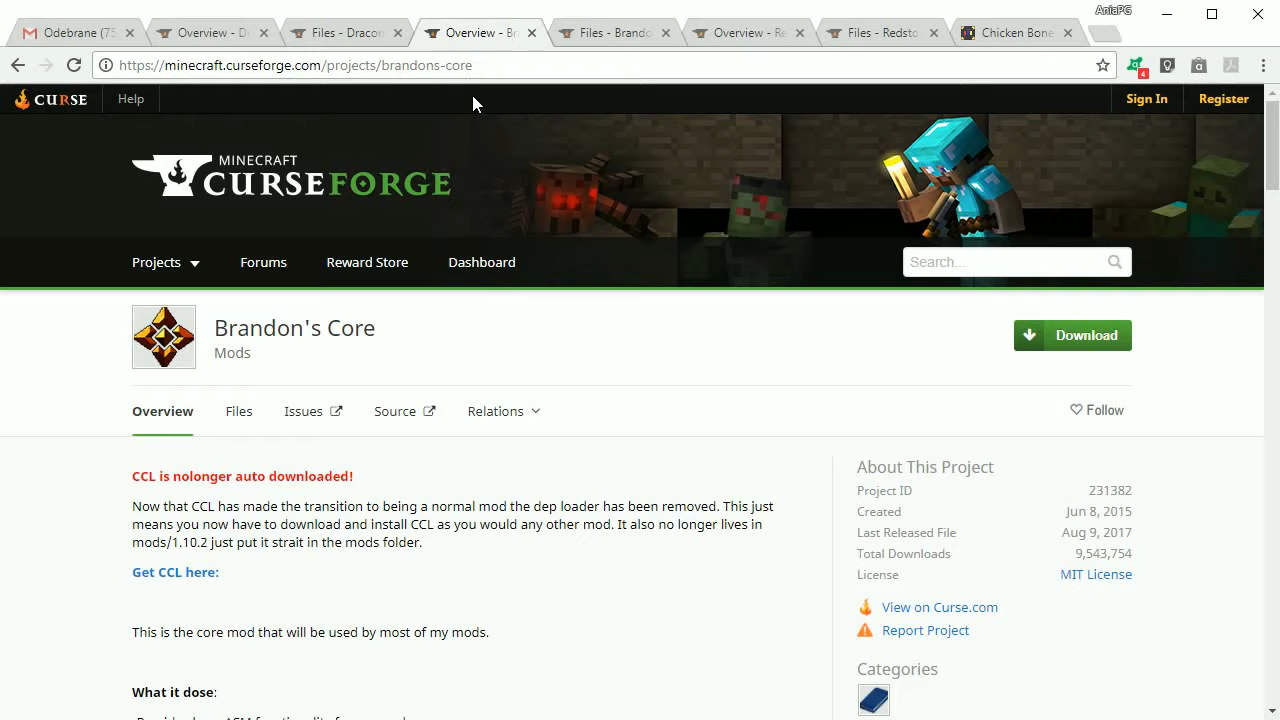 AniaPG
Odebrane (75
Overview - D
Files - Dracon
Overview - Br
Files - Brando
Overview - Re
Files - Redsto
Chicken Bone
https://minecraft.curseforge.com/projects/brandons-core
4
a
CURSE
Help
Sign In
Register
MINECRAFT
CURSEFORGE
Projects
Forums
Reward Store
Dashboard
Search...
Brandon's Core
Mods
Download
Overview
Files
Issues
Source
Relations
Follow
CCL is nolonger auto downloaded!
Now that CCL has made the transition to being a normal mod the dep loader has been removed. This just
means you now have to download and install CCL as you would any other mod. It also no longer lives in
mods/1.10.2 just put it strait in the mods folder.
Get CCL here:
This is the core mod that will be used by most of my mods.
What it dose:
About This Project
Project ID 231382
Created Jun 8, 2015
Last Released File Aug 9, 2017
Total Downloads 9,543,754
License MIT License
View on Curse.com
Report Project
Categories